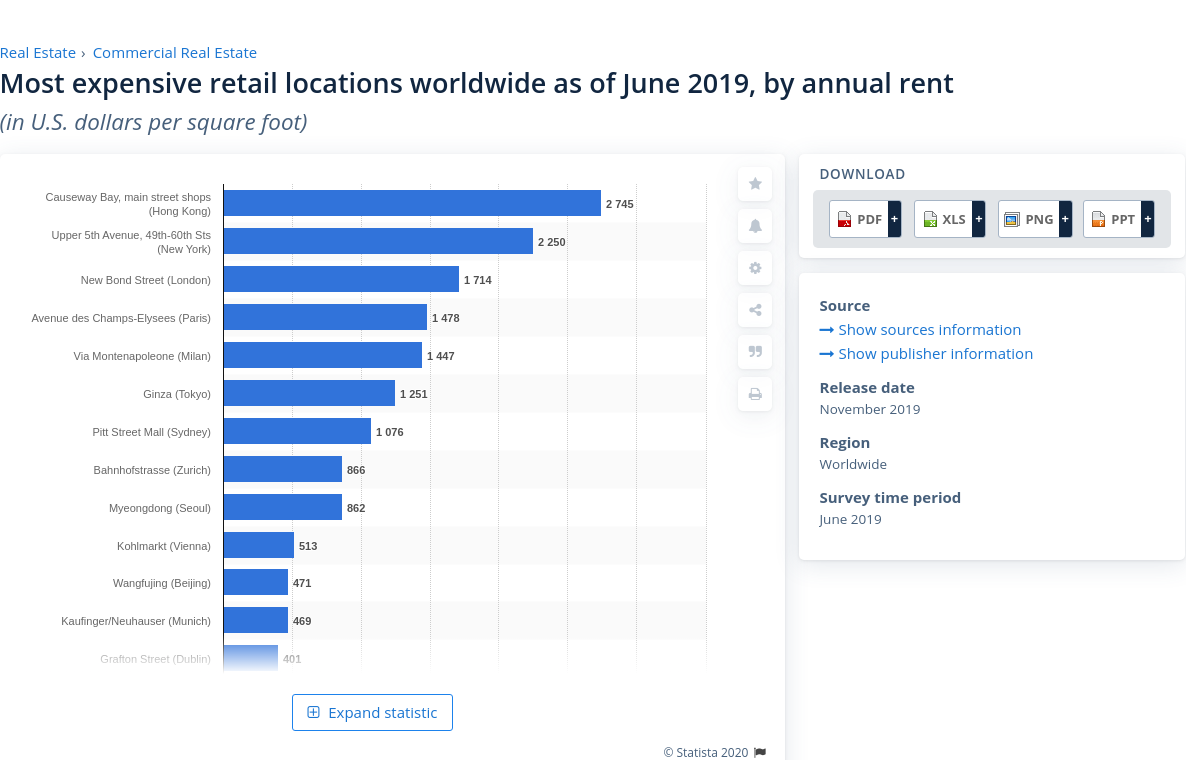 Real Estate › Commercial Real Estate
Most expensive retail locations worldwide as of June 2019, by annual rent
(in U.S. dollars per square foot)
Causeway Bay, main street shops
(Hong Kong)
2 745
Upper 5th Avenue, 49th-60th Sts
(New York)
2 250
New Bond Street (London)
1 714
Avenue des Champs-Elysees (Paris)
1 478
Via Montenapoleone (Milan)
1 447
Ginza (Tokyo)
1 251
Pitt Street Mall (Sydney)
1 076
Bahnhofstrasse (Zurich)
866
Myeongdong (Seoul)
862
Kohlmarkt (Vienna)
513
Wangfujing (Beijing)
471
Kaufinger/Neuhauser (Munich)
469
Grafton Street (Dublin)
401
Expand statistic
© Statista 2020
DOWNLOAD
PDF + XLS + PNG + PPT +
Source
Show sources information
Show publisher information
Release date
November 2019
Region
Worldwide
Survey time period
June 2019